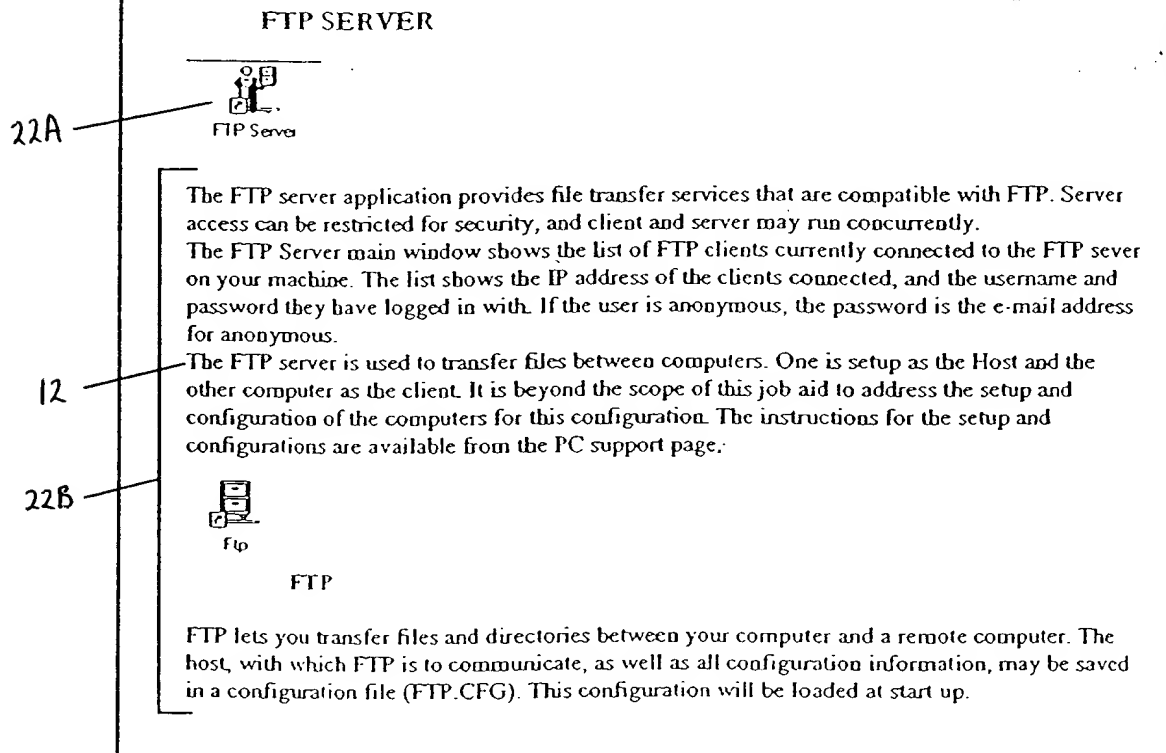 FTP SERVER
22A
FTP Server
The FTP server application provides file transfer services that are compatible with FTP. Server
access can be restricted for security, and client and server may run concurrently.
The FTP Server main window shows the list of FTP clients currently connected to the FTP sever
on your machine. The list shows the IP address of the clients connected, and the username and
password they have logged in with. If the user is anonymous, the password is the e-mail address
for anonymous.
12
The FTP server is used to transfer files between computers. One is setup as the Host and the
other computer as the client. It is beyond the scope of this job aid to address the setup and
configuration of the computers for this configuration. The instructions for the setup and
configurations are available from the PC support page.
22B
Ftp
FTP
FTP lets you transfer files and directories between your computer and a remote computer. The
host, with which FTP is to communicate, as well as all configuration information, may be saved
in a configuration file (FTP.CFG). This configuration will be loaded at start up.